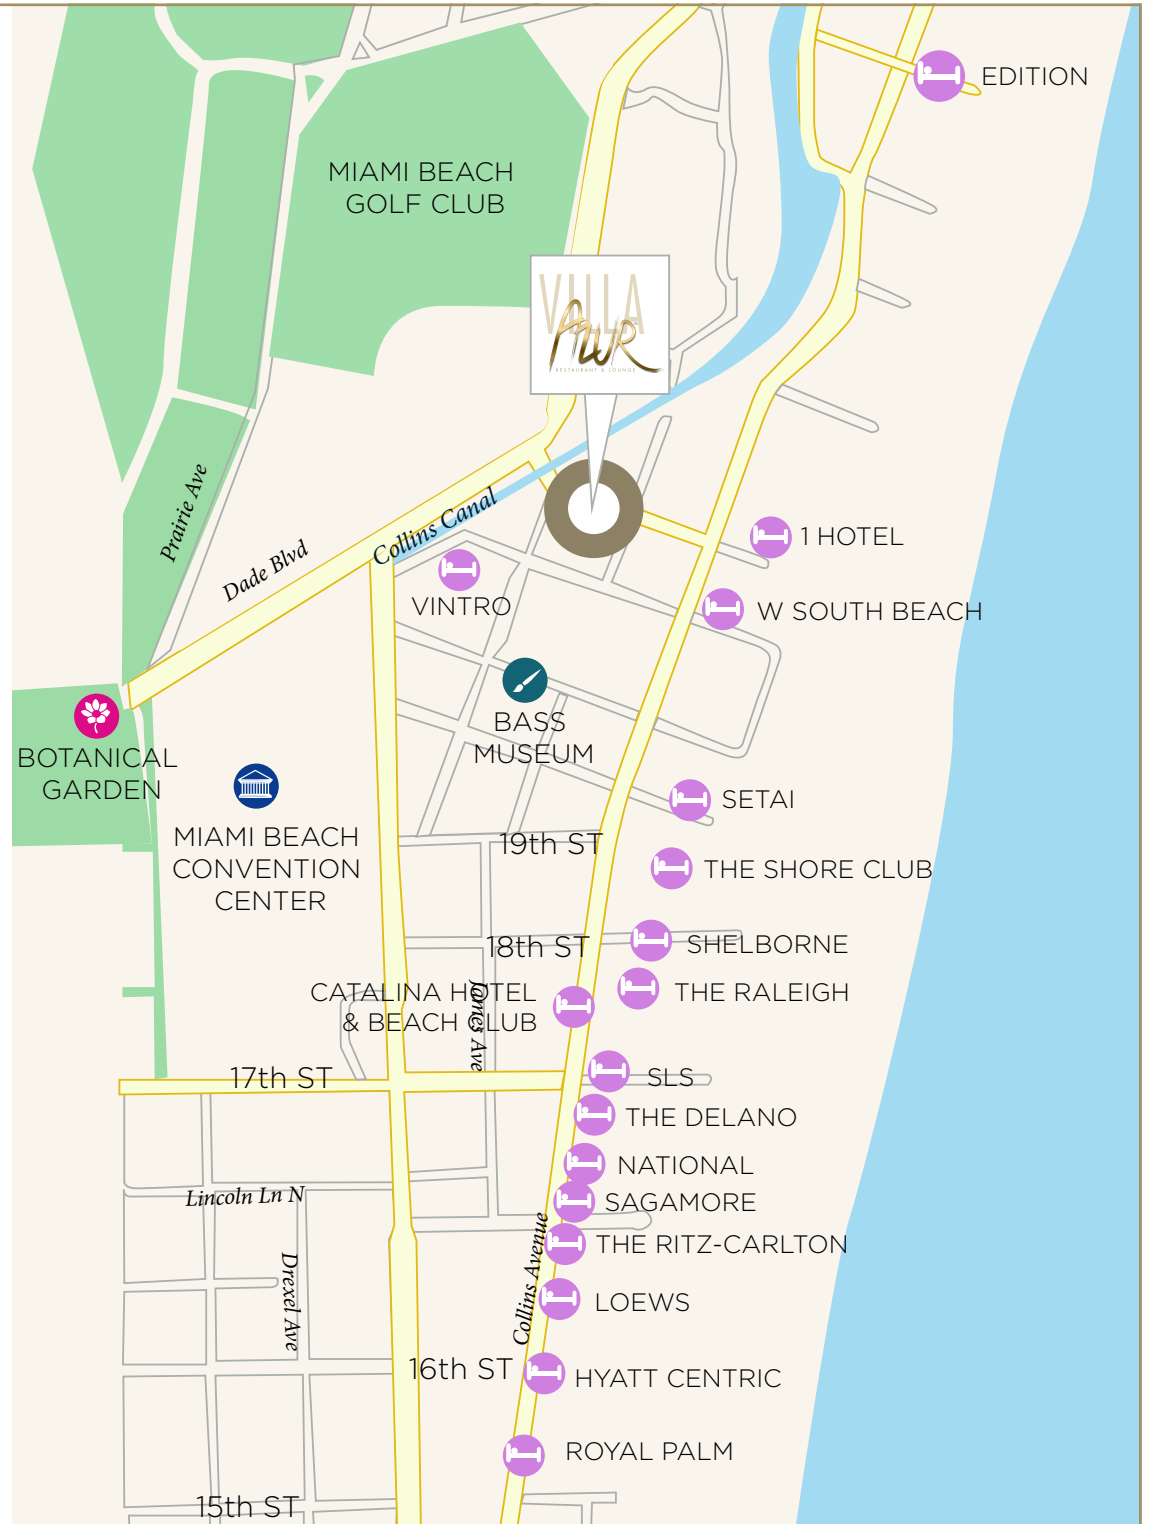 EDITION
MIAMI BEACH
GOLF CLUB
VILLA
AZUR
RESTAURANT & LOUNGE
Prairie Ave
Dade Blvd
Collins Canal
1 HOTEL
VINTRO
W SOUTH BEACH
BASS
MUSEUM
BOTANICAL
GARDEN
MIAMI BEACH
CONVENTION
CENTER
SETAI
19th ST
THE SHORE CLUB
18th ST
SHELBORNE
CATALINA HOTEL
& BEACH CLUB
James Ave
THE RALEIGH
17th ST
SLS
THE DELANO
NATIONAL
Lincoln Ln N
SAGAMORE
Collins Avenue
THE RITZ-CARLTON
Drexel Ave
LOEWS
16th ST
HYATT CENTRIC
ROYAL PALM
15th ST